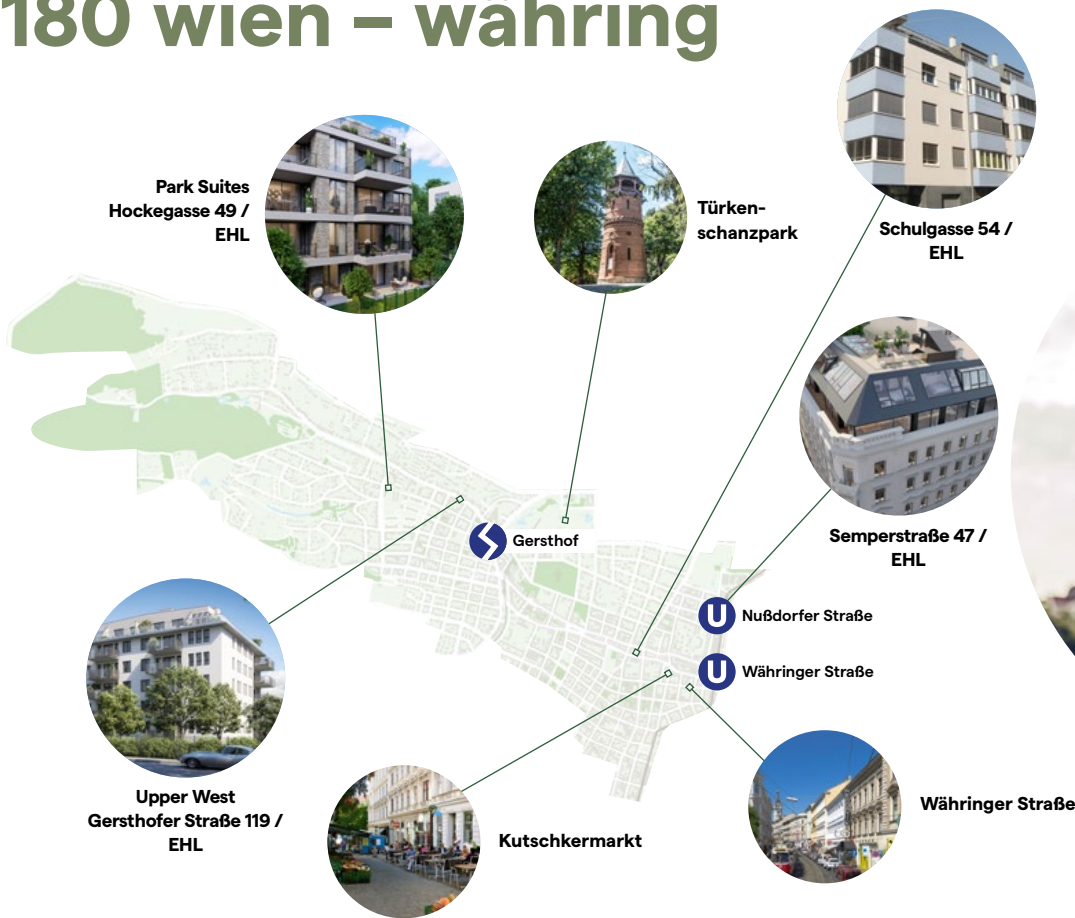 180 wien – währing
Park Suites
Hockegasse 49 /
EHL
Türken-
schanzpark
Schulgasse 54 /
EHL
Semperstraße 47 /
EHL
Gersthof
U
Nußdorfer Straße
U
Währinger Straße
Upper West
Gersthofer Straße 119 /
EHL
Kutschkermarkt
Währinger Straße